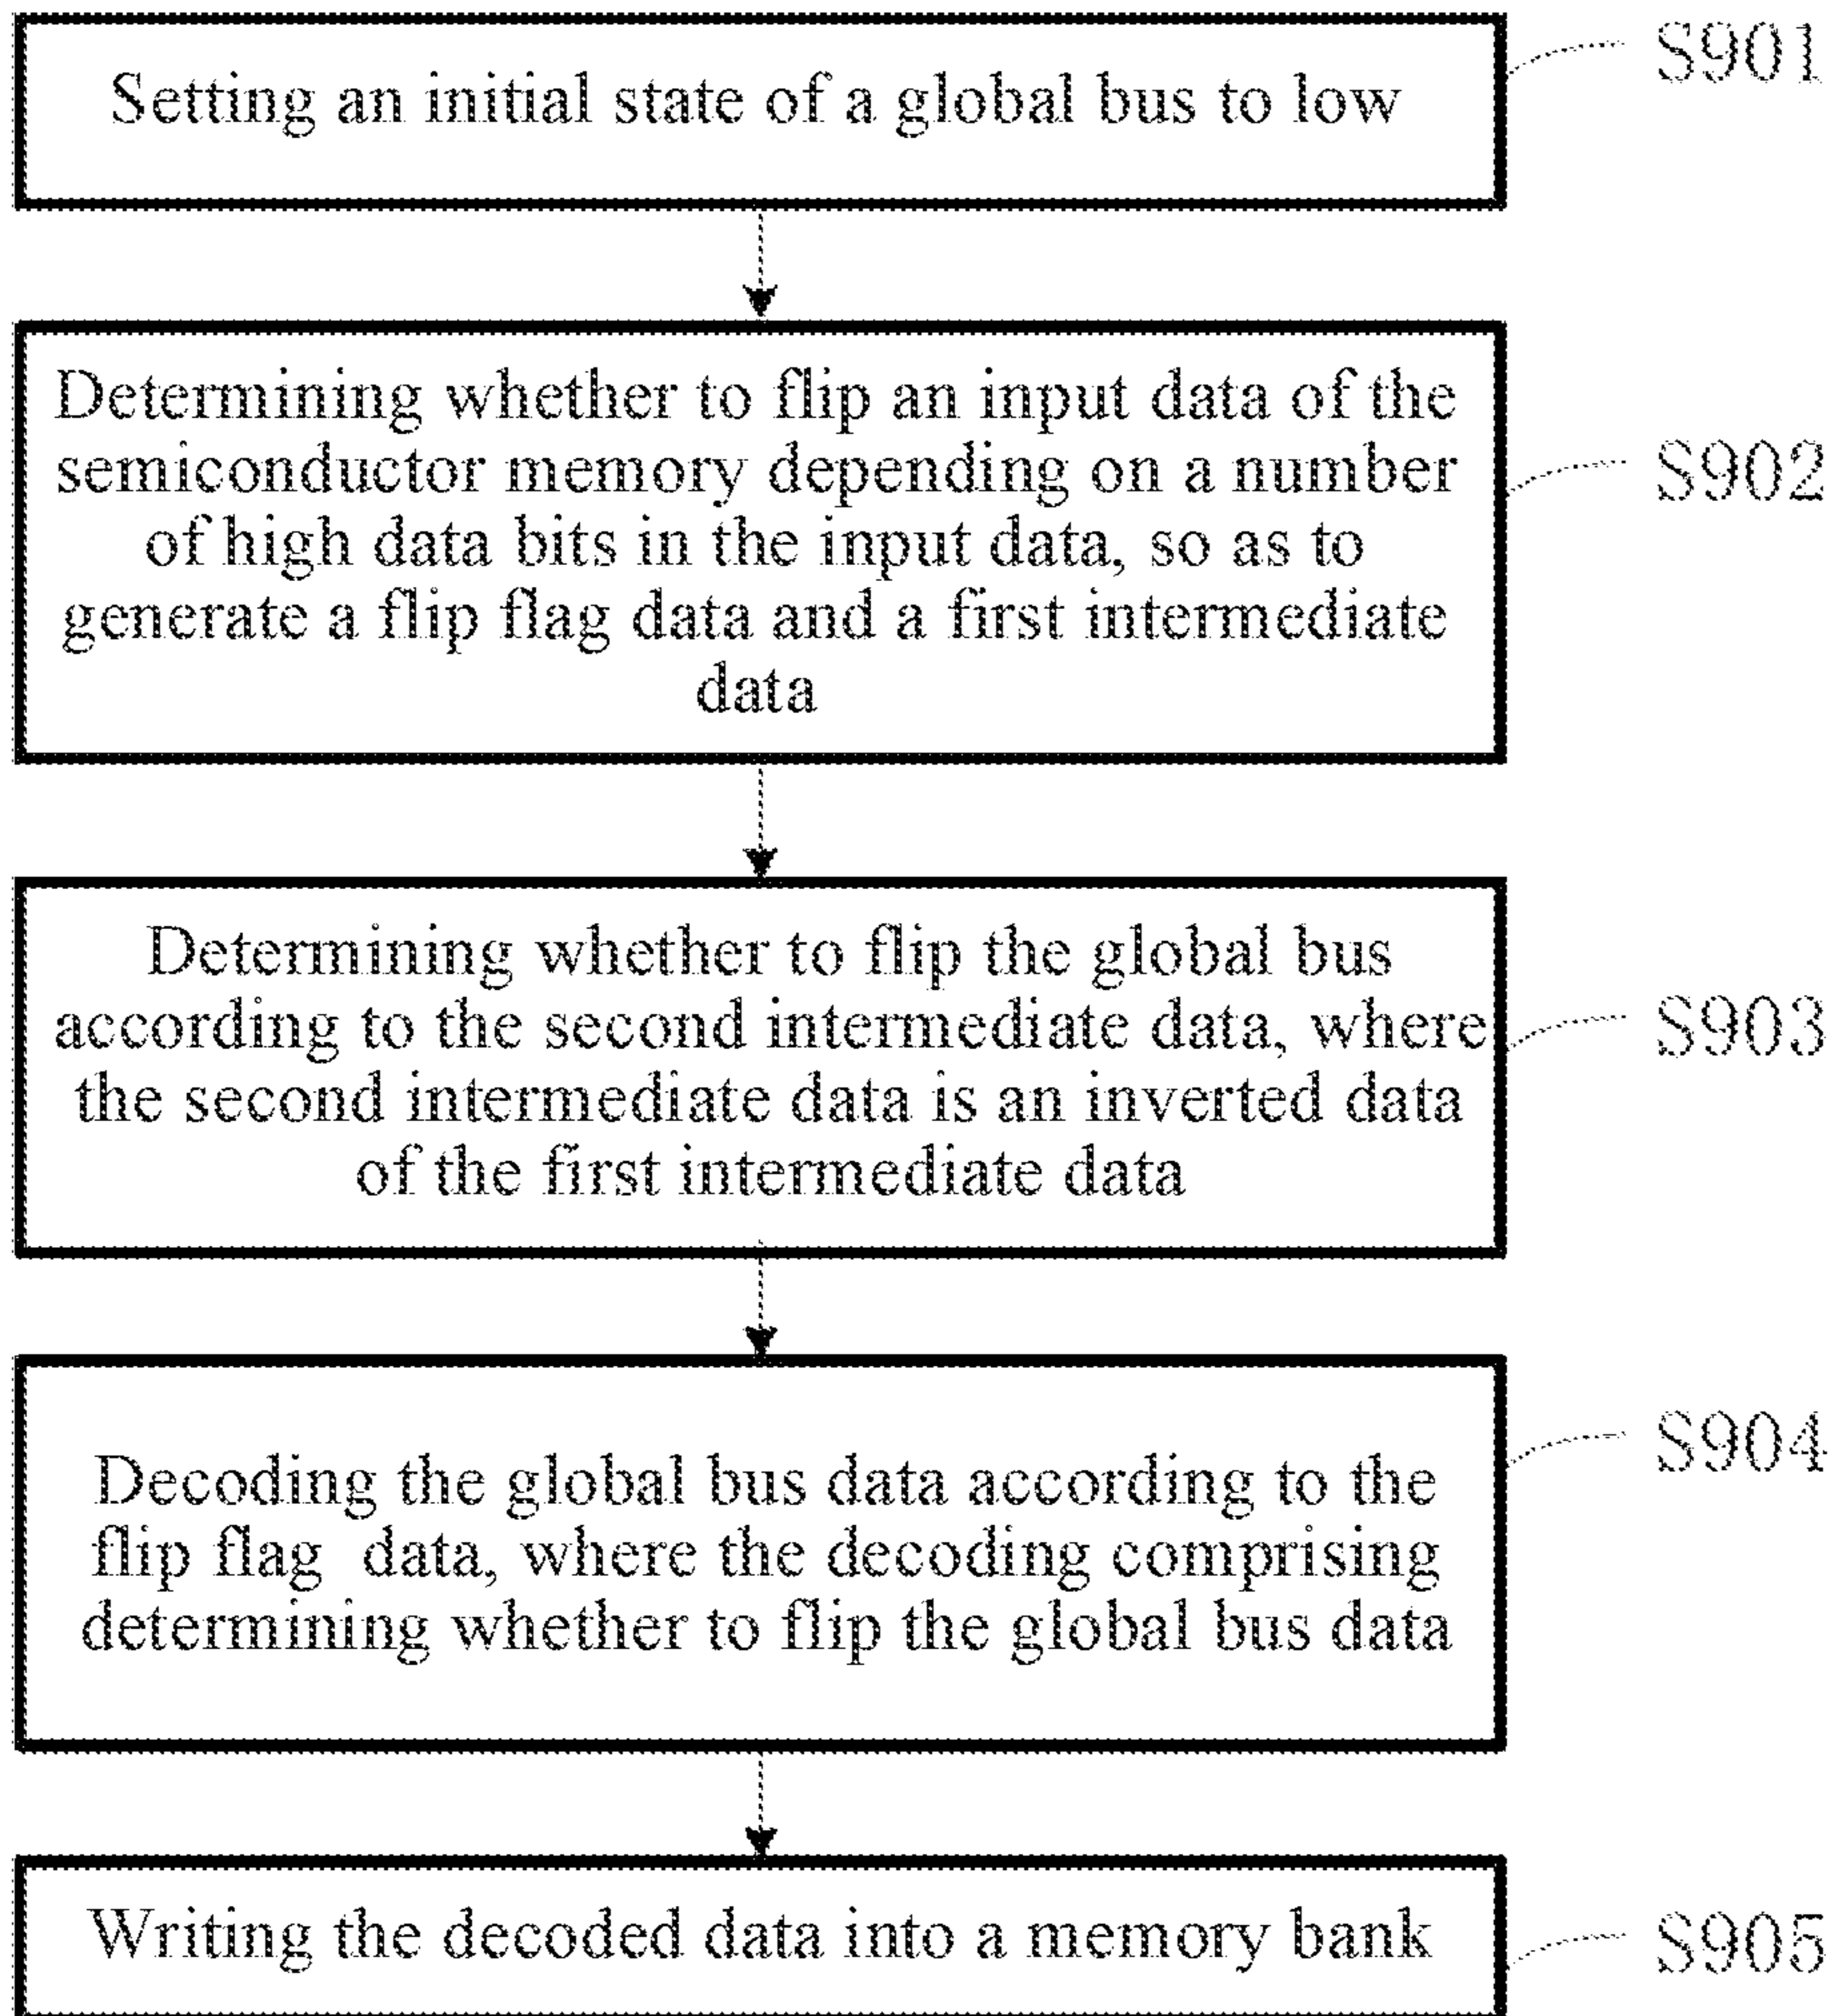 Setting an initial state of a global bus to low
S901
Determining whether to flip an input data of the
semiconductor memory depending on a number
of high data bits in the input data, so as to
generate a flip flag data and a first intermediate
data
S902
Determining whether to flip the global bus
according to the second intermediate data, where
the second intermediate data is an inverted data
of the first intermediate data
S903
Decoding the global bus data according to the
flip flag data, where the decoding comprising
determining whether to flip the global bus data
S904
Writing the decoded data into a memory bank
S905